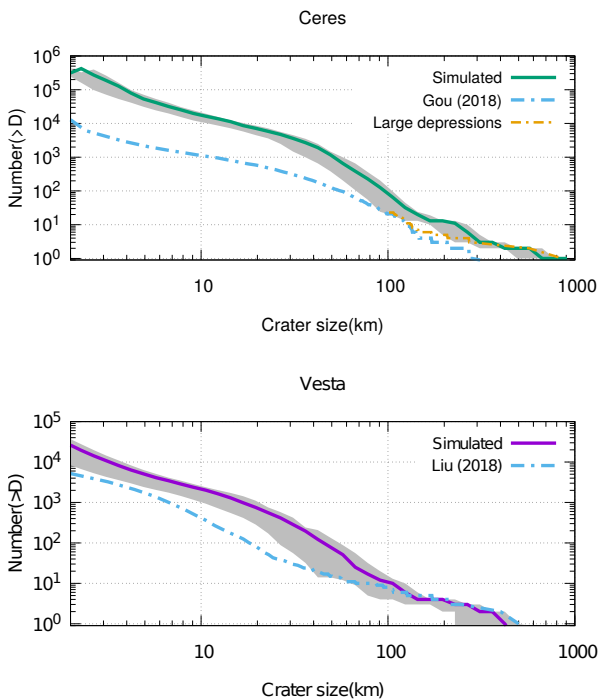 Ceres
10^6
10^5
10^4
10^3
10^2
10^1
10^0
Number(>D)
Simulated
Gou (2018)
Large depressions
10
100
1000
Crater size(km)
Vesta
10^5
10^4
10^3
10^2
10^1
10^0
Number(>D)
Simulated
Liu (2018)
10
100
1000
Crater size(km)